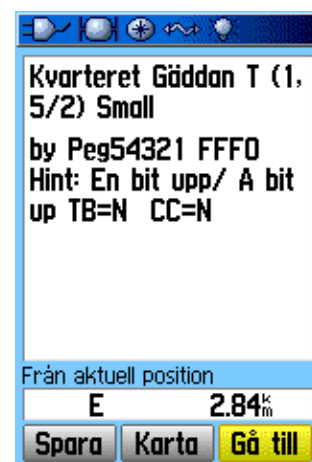 Kvarteret Gäddan T (1,
5/2) Small
by Peg54321 FFF0
Hint: En bit upp/ A bit
up TB=N CC=N
Från aktuell position
E 2.84km
Spara Karta Gå till